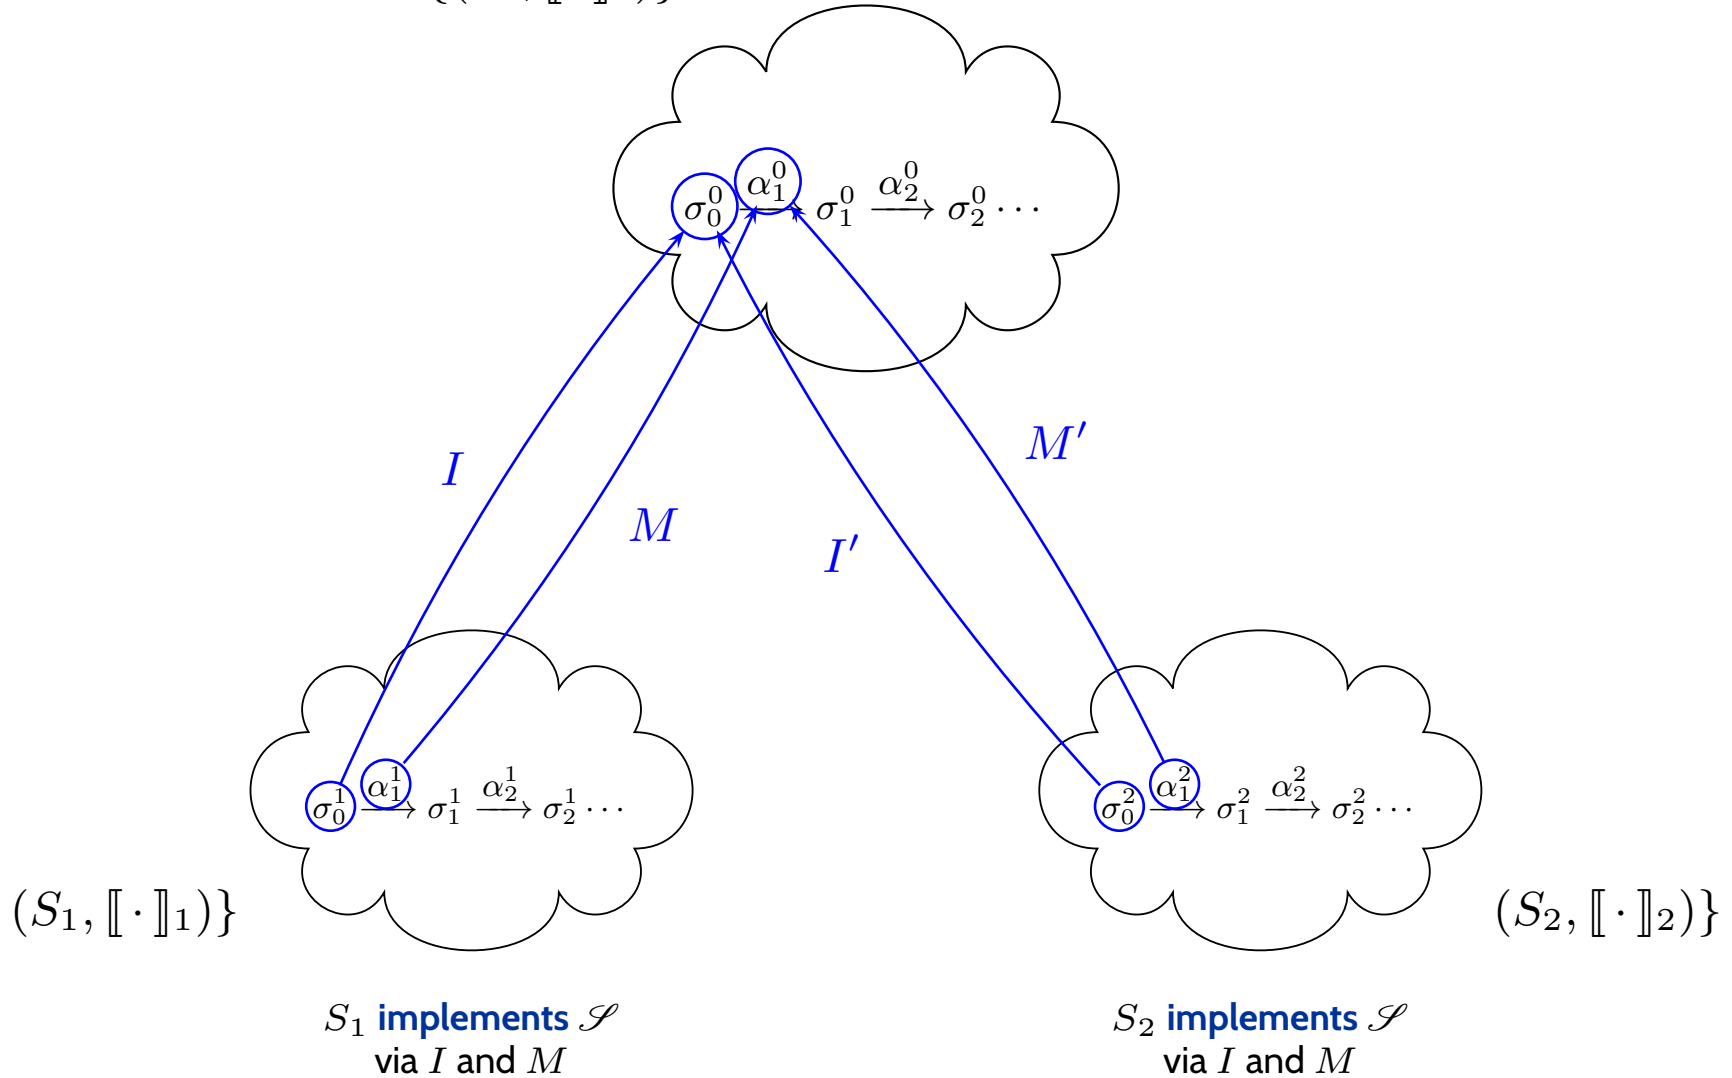 σ₀⁰ —α₁⁰→ σ₁⁰ —α₂⁰→ σ₂⁰ ⋯
M′
I
M
I′
σ₀¹ —α₁¹→ σ₁¹ —α₂¹→ σ₂¹ ⋯
σ₀² —α₁²→ σ₁² —α₂²→ σ₂² ⋯
(S₁, ⟦ · ⟧₁)}
(S₂, ⟦ · ⟧₂)}
S₁ implements 𝒮
via I and M
S₂ implements 𝒮
via I and M